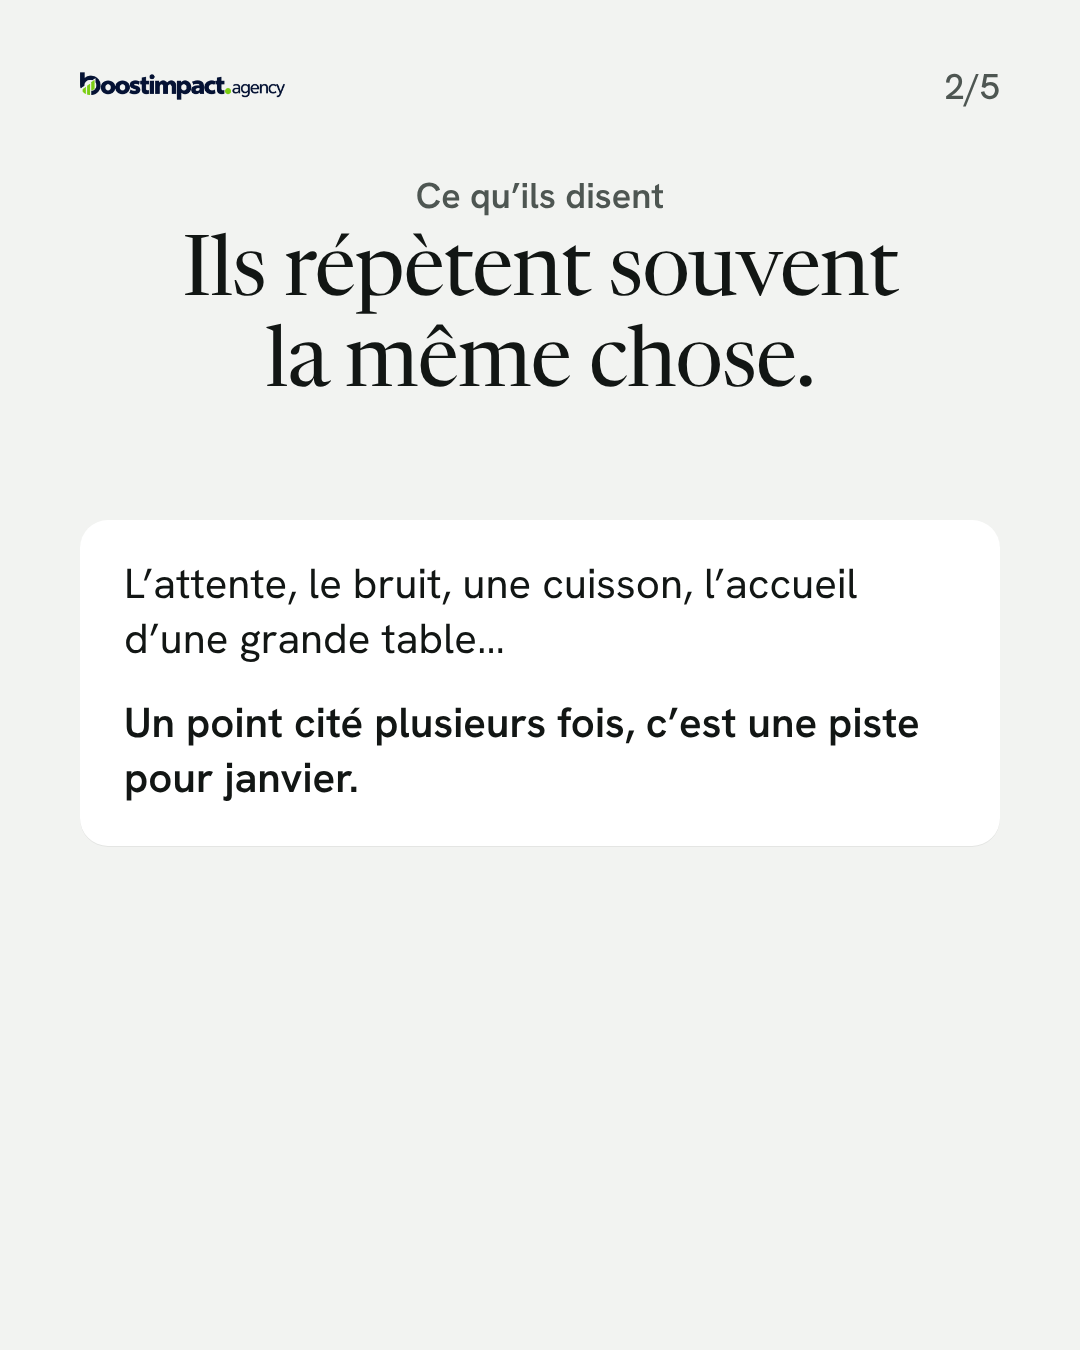 boostimpact.agency
2/5
Ce qu’ils disent
Ils répètent souvent
la même chose.
L’attente, le bruit, une cuisson, l’accueil
d’une grande table…
Un point cité plusieurs fois, c’est une piste
pour janvier.